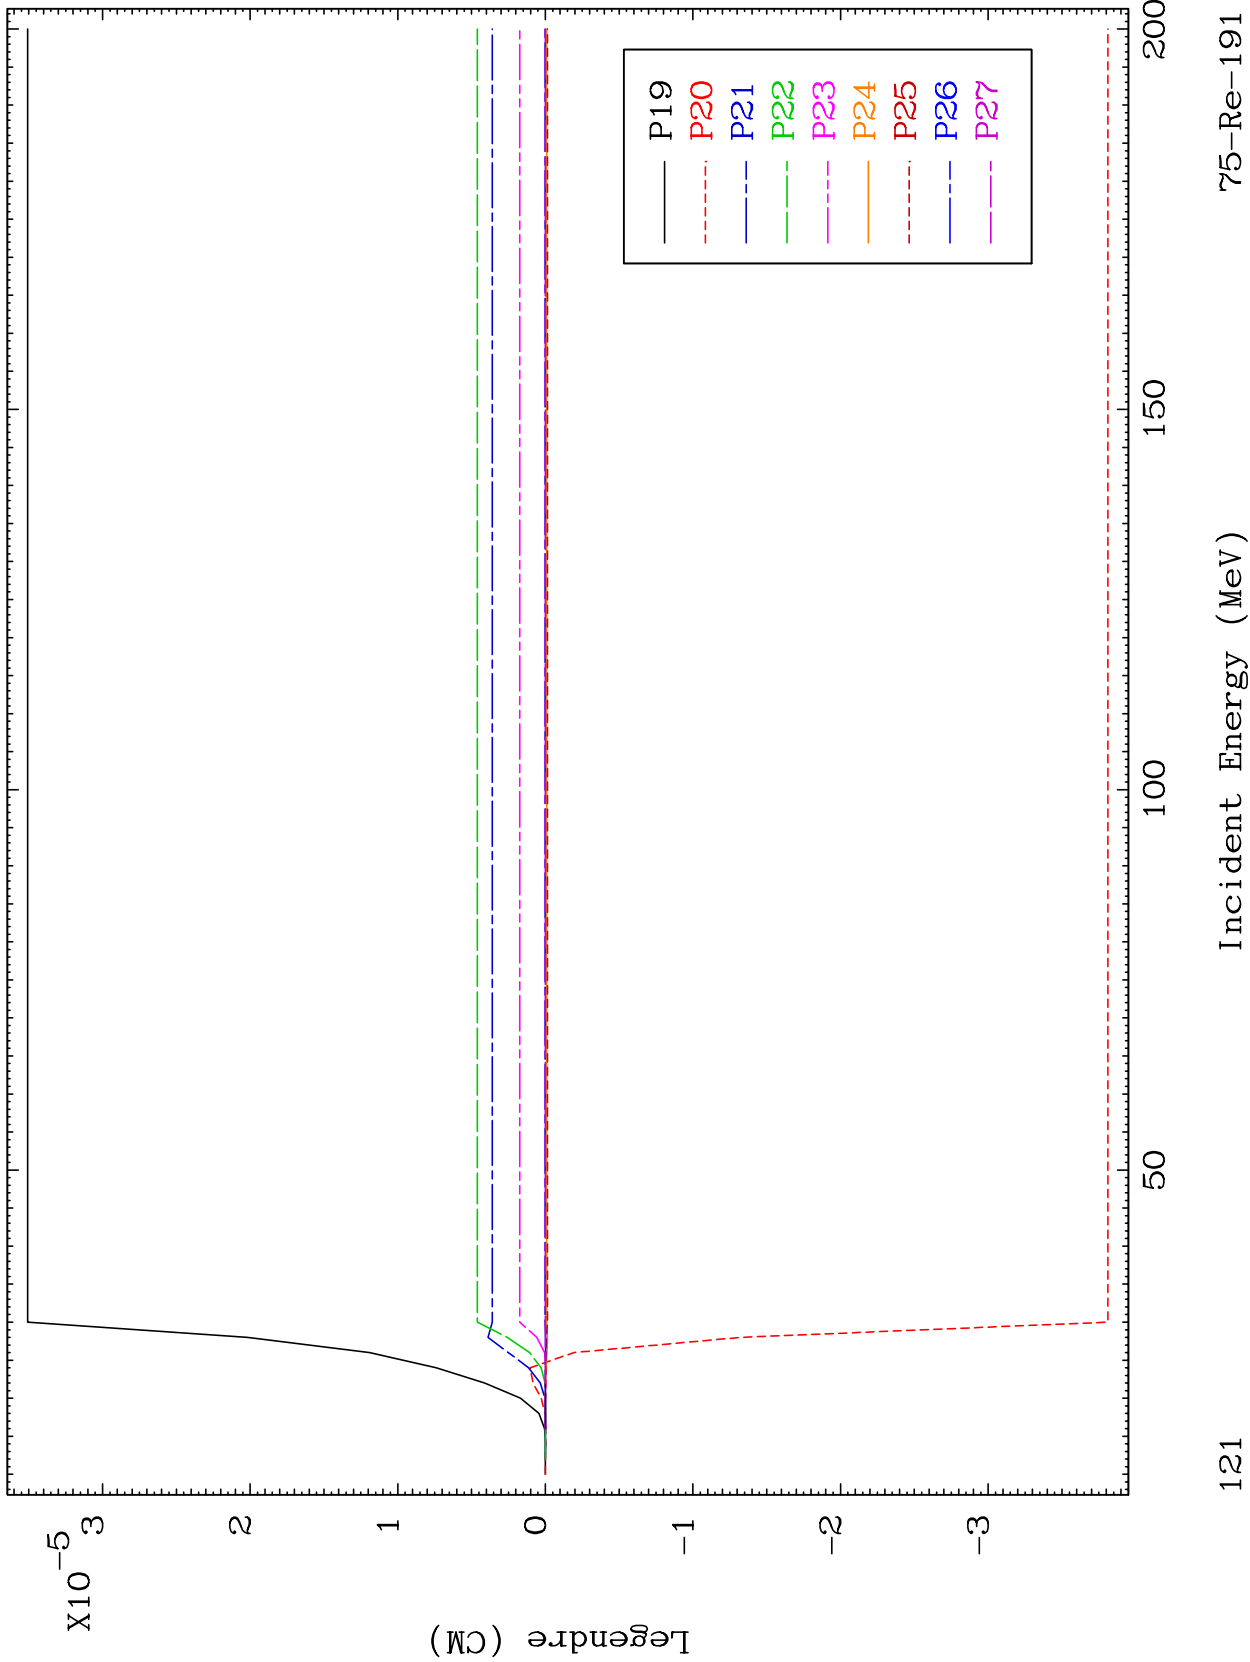 X10
-5
3
2
1
0
-1
-2
-3
Legendre (CM)
P19
P20
P21
P22
P23
P24
P25
P26
P27
50
100
150
200
Incident Energy (MeV)
121
75-Re-191